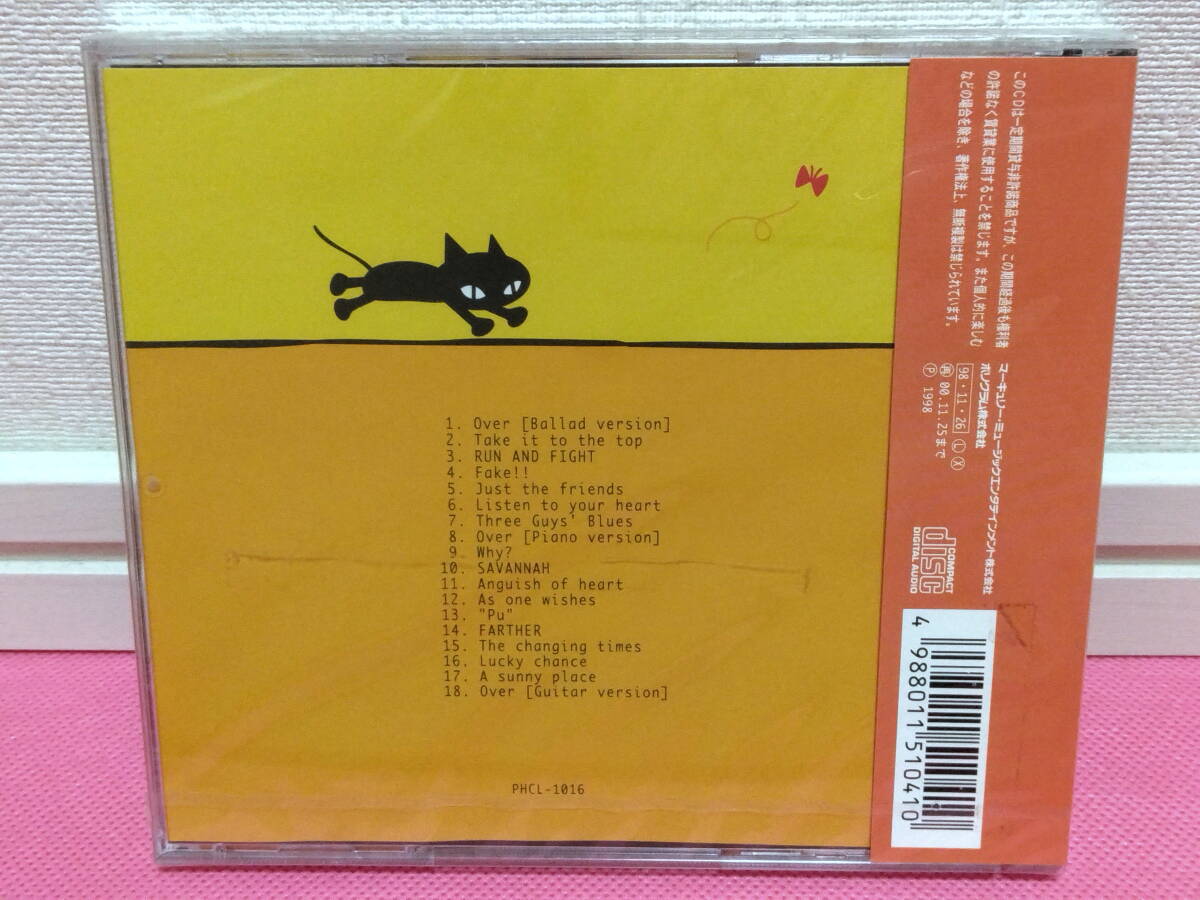 1. Over [Ballad version]
2. Take it to the top
3. RUN AND FIGHT
4. Fake!!
5. Just the friends
6. Listen to your heart
7. Three Guys' Blues
8. Over [Piano version]
9. Why?
10. SAVANNAH
11. Anguish of heart
12. As one wishes
13. "Pu"
14. FARTHER
15. The changing times
16. Lucky chance
17. A sunny place
18. Over [Guitar version]
PHCL-1016
このCDは一定期間貸与非許諾商品ですが、この期間経過後も権利者
の許諾なく賃貸業に使用することを禁じます。また個人的に楽しむ
などの場合を除き、著作権法上、無断複製は禁じられています。
マーキュリー・ミュージックエンタテインメント株式会社
ポリグラム株式会社
98・11・26 Ⓛ Ⓧ
㊥ 00.11.25まで
Ⓟ 1998
COMPACT
disc
DIGITAL AUDIO
4 988011 510410